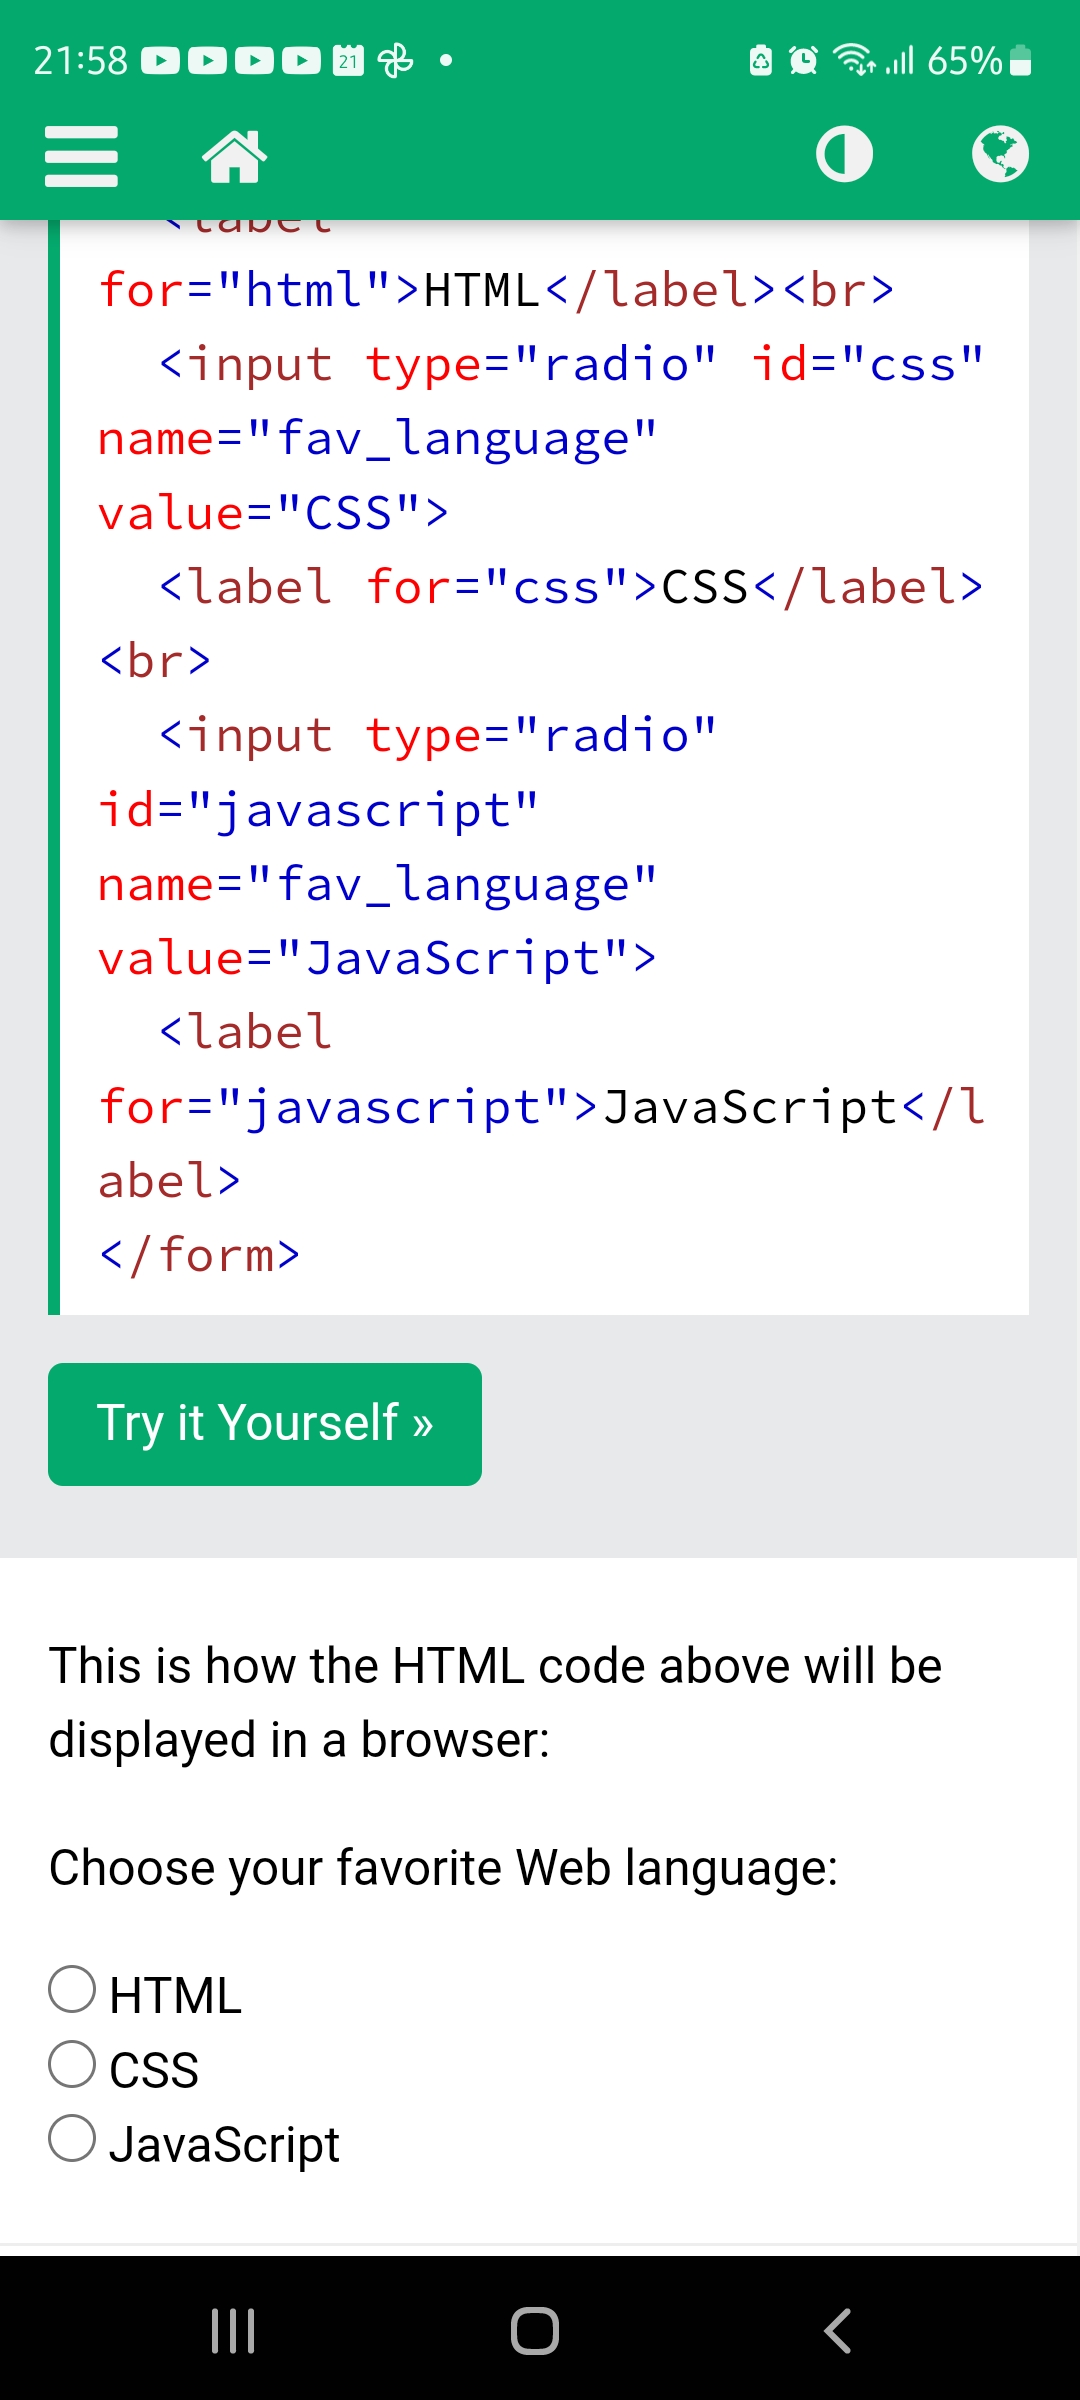 21:58
21
65%
<label
for="html">HTML</label><br>
<input type="radio" id="css"
name="fav_language"
value="CSS">
<label for="css">CSS</label>
<br>
<input type="radio"
id="javascript"
name="fav_language"
value="JavaScript">
<label
for="javascript">JavaScript</l
abel>
</form>
Try it Yourself »
This is how the HTML code above will be
displayed in a browser:
Choose your favorite Web language:
HTML
CSS
JavaScript